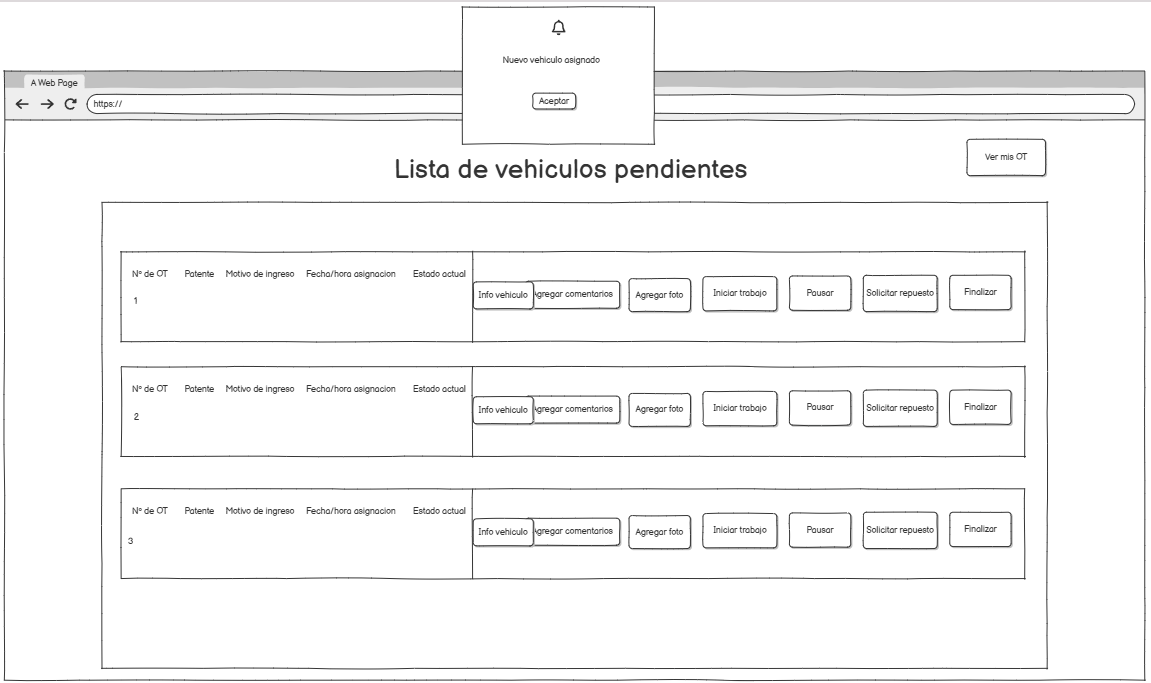 Nuevo vehiculo asignado
Aceptar
A Web Page
https://
Lista de vehiculos pendientes
Ver mis OT
Nº de OT Patente Motivo de ingreso Fecha/hora asignacion Estado actual
1
Info vehiculo Agregar comentarios Agregar foto Iniciar trabajo Pausar Solicitar repuesto Finalizar
Nº de OT Patente Motivo de ingreso Fecha/hora asignacion Estado actual
2
Info vehiculo Agregar comentarios Agregar foto Iniciar trabajo Pausar Solicitar repuesto Finalizar
Nº de OT Patente Motivo de ingreso Fecha/hora asignacion Estado actual
3
Info vehiculo Agregar comentarios Agregar foto Iniciar trabajo Pausar Solicitar repuesto Finalizar